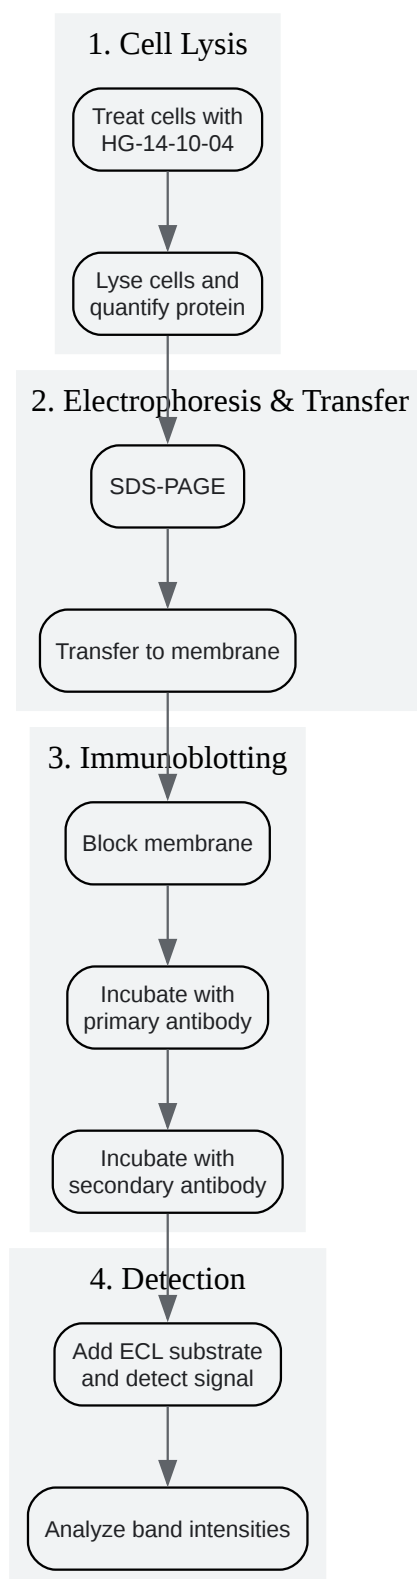 1. Cell Lysis
Treat cells with
HG-14-10-04
Lyse cells and
quantify protein
2. Electrophoresis & Transfer
SDS-PAGE
Transfer to membrane
3. Immunoblotting
Block membrane
Incubate with
primary antibody
Incubate with
secondary antibody
4. Detection
Add ECL substrate
and detect signal
Analyze band intensities